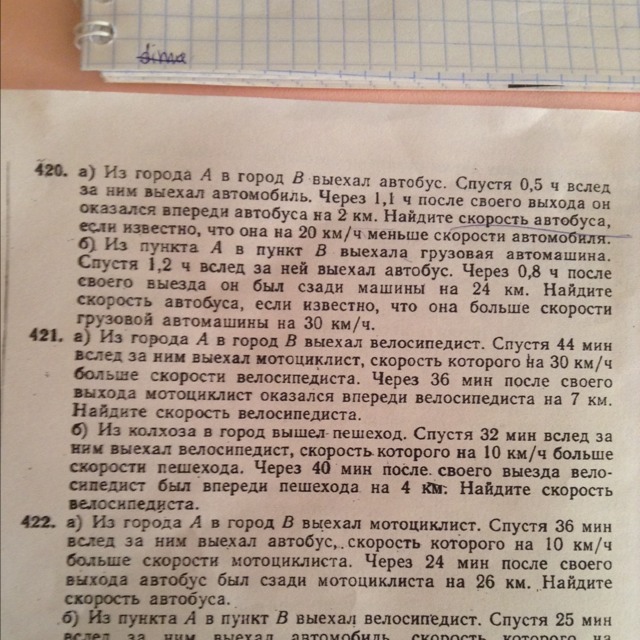 dima
420. а) Из города A в город B выехал автобус. Спустя 0,5 ч вслед
за ним выехал автомобиль. Через 1,1 ч после своего выхода он
оказался впереди автобуса на 2 км. Найдите скорость автобуса,
если известно, что она на 20 км/ч меньше скорости автомобиля.
б) Из пункта A в пункт B выехала грузовая автомашина.
Спустя 1,2 ч вслед за ней выехал автобус. Через 0,8 ч после
своего выезда он был сзади машины на 24 км. Найдите
скорость автобуса, если известно, что она больше скорости
грузовой автомашины на 30 км/ч.
421. а) Из города A в город B выехал велосипедист. Спустя 44 мин
вслед за ним выехал мотоциклист, скорость которого на 30 км/ч
больше скорости велосипедиста. Через 36 мин после своего
выхода мотоциклист оказался впереди велосипедиста на 7 км.
Найдите скорость велосипедиста.
б) Из колхоза в город вышел пешеход. Спустя 32 мин вслед за
ним выехал велосипедист, скорость которого на 10 км/ч больше
скорости пешехода. Через 40 мин после своего выезда вело-
сипедист был впереди пешехода на 4 км. Найдите скорость
велосипедиста.
422. а) Из города A в город B выехал мотоциклист. Спустя 36 мин
вслед за ним выехал автобус, скорость которого на 10 км/ч
больше скорости мотоциклиста. Через 24 мин после своего
выхода автобус был сзади мотоциклиста на 26 км. Найдите
скорость автобуса.
б) Из пункта A в пункт B выехал велосипедист. Спустя 25 мин
вслед за ним выехал автомобиль, скорость которого на